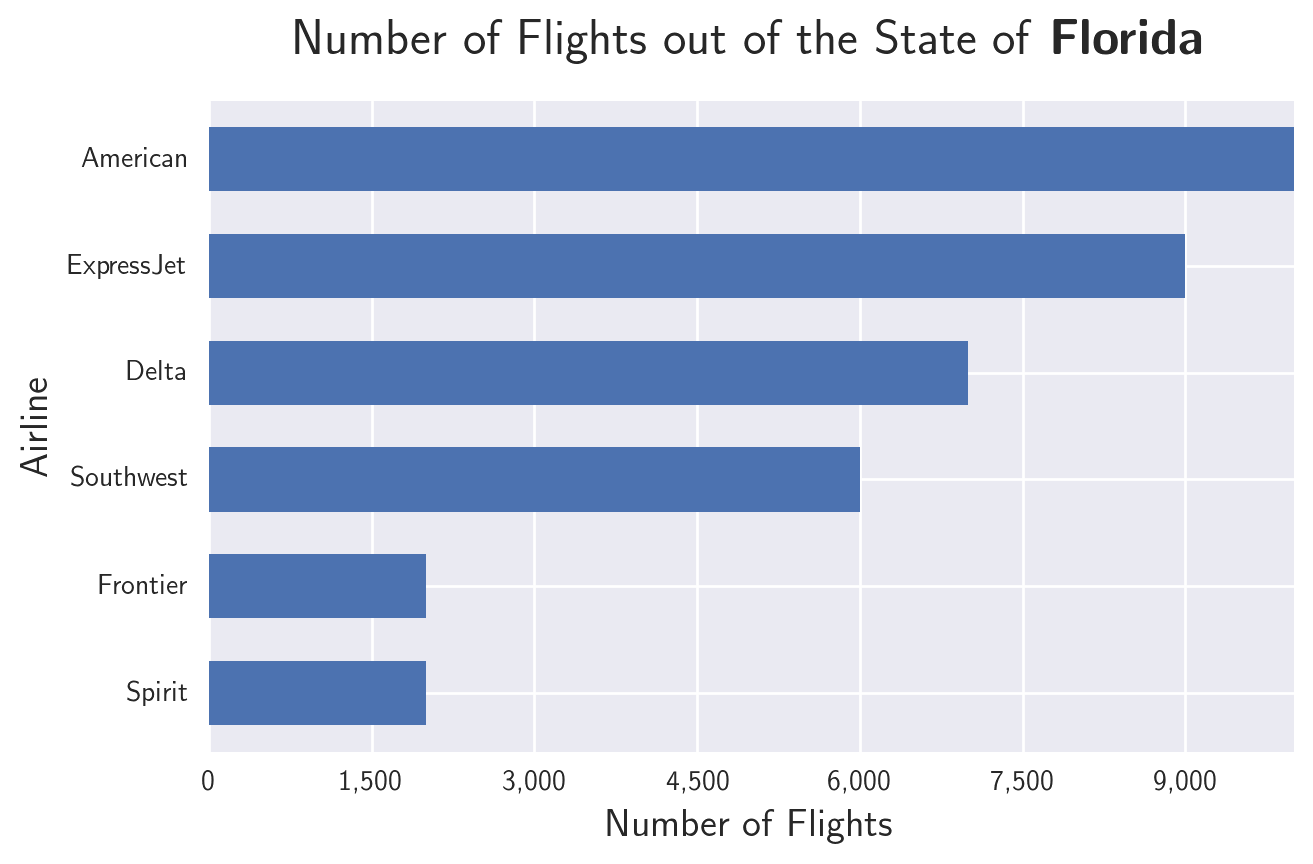 Number of Flights out of the State of Florida
American
ExpressJet
Delta
Southwest
Frontier
Spirit
Airline
0 1,500 3,000 4,500 6,000 7,500 9,000
Number of Flights